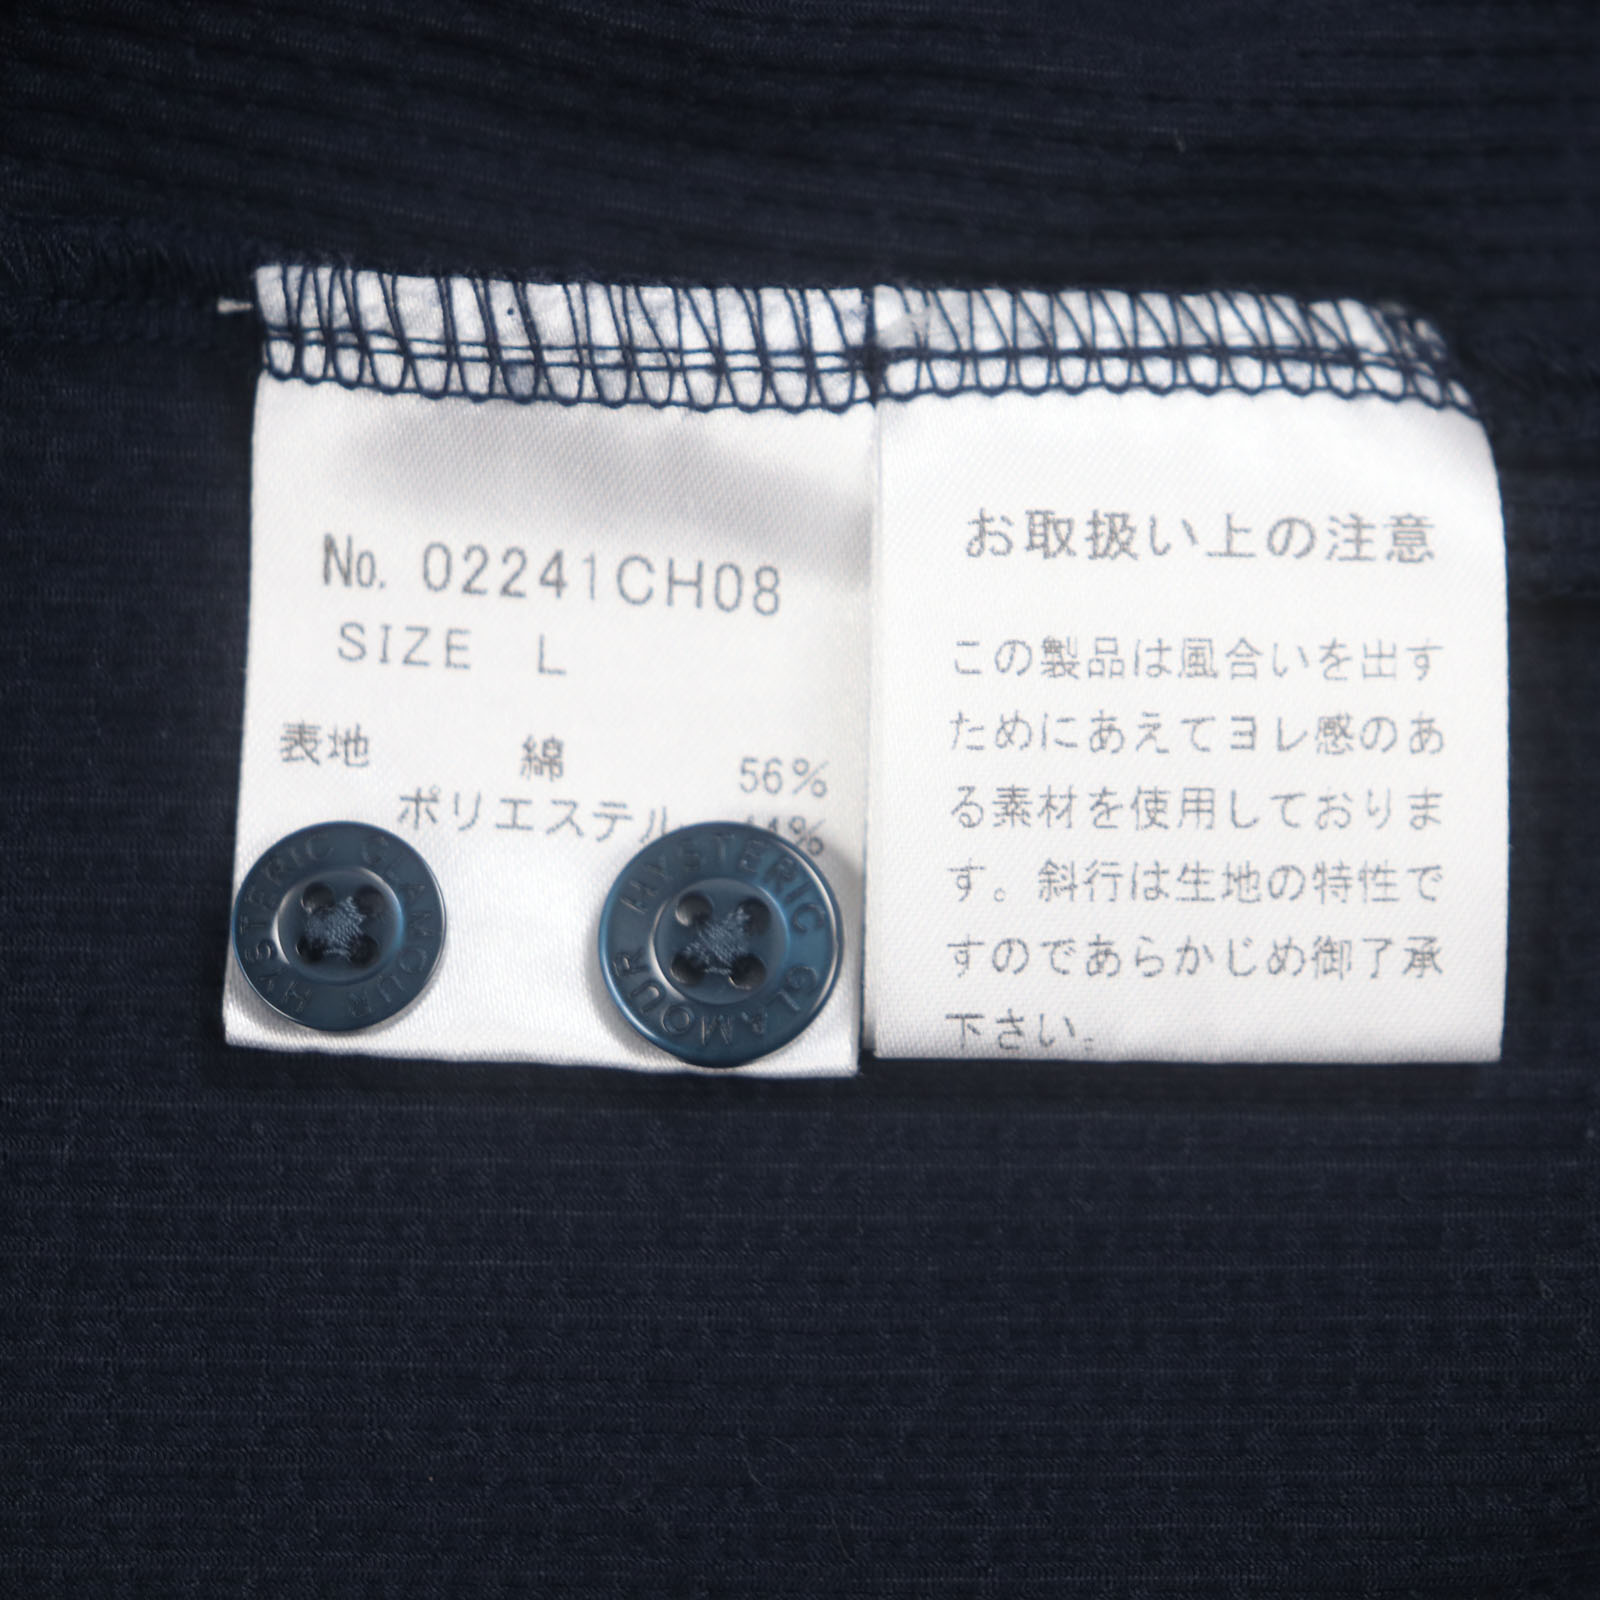 No. 02241CH08
SIZE L
表地 綿 56%
ポリエステル 44%
HYSTERIC GLAMOUR
HYSTERIC GLAMOUR
お取扱い上の注意
この製品は風合いを出す
ためにあえてヨレ感のあ
る素材を使用しておりま
す。斜行は生地の特性で
すのであらかじめ御了承
下さい。